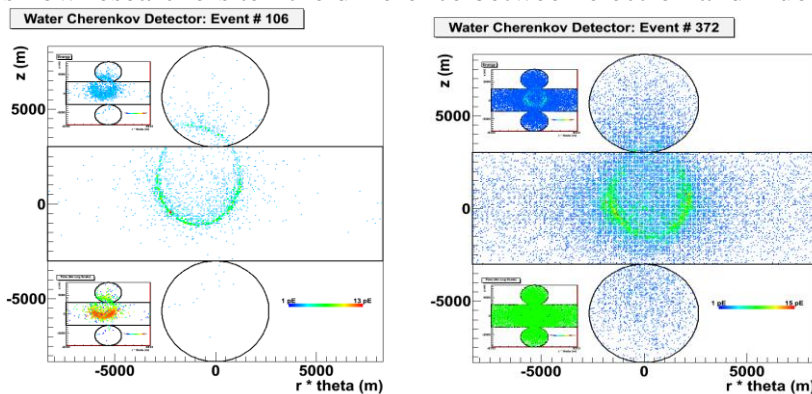 Water Cherenkov Detector: Event # 106
z (m)
5000
0
-5000
1 pE
13 pE
-5000
0
5000
r * theta (m)
Water Cherenkov Detector: Event # 372
z (m)
5000
0
-5000
1 pE
15 pE
-5000
0
5000
r * theta (m)